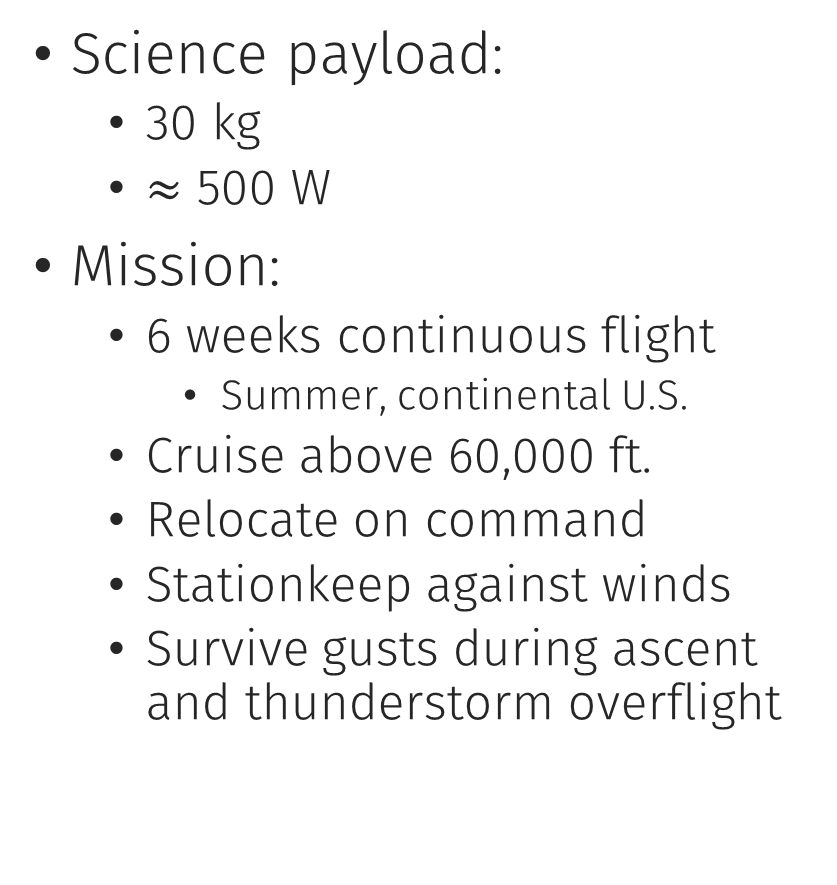 • Science payload:
• 30 kg
• ≈ 500 W
• Mission:
• 6 weeks continuous flight
• Summer, continental U.S.
• Cruise above 60,000 ft.
• Relocate on command
• Stationkeep against winds
• Survive gusts during ascent
and thunderstorm overflight